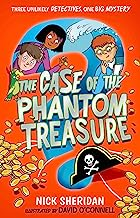 THREE UNLIKELY DETECTIVES. ONE BIG MYSTERY
THE CASE OF THE
PHANTOM
TREASURE
NICK SHERIDAN
ILLUSTRATED BY DAVID O'CONNELL